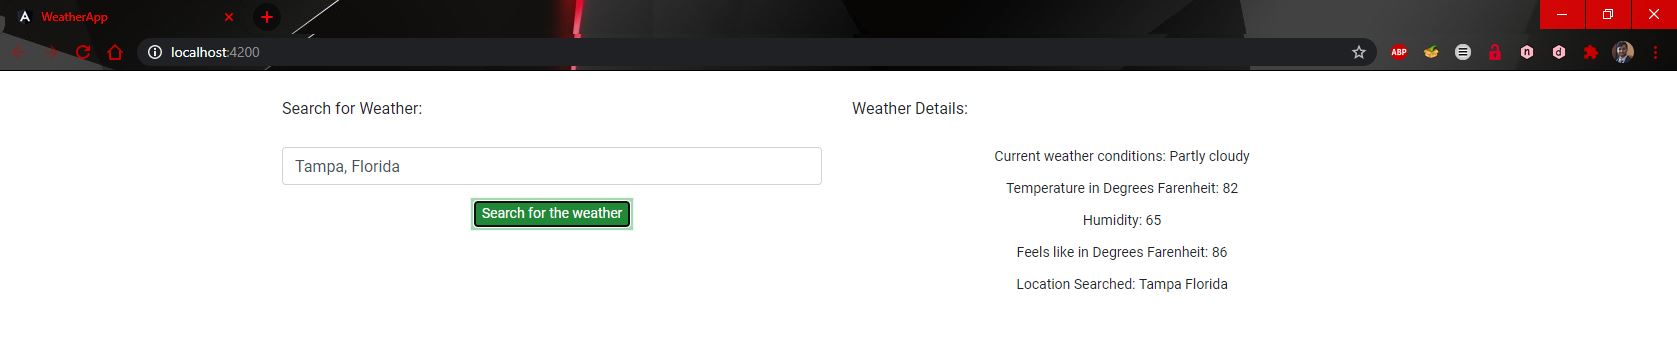 WeatherApp
localhost:4200
ABP
Search for Weather:
Tampa, Florida
Search for the weather
Weather Details:
Current weather conditions: Partly cloudy
Temperature in Degrees Farenheit: 82
Humidity: 65
Feels like in Degrees Farenheit: 86
Location Searched: Tampa Florida